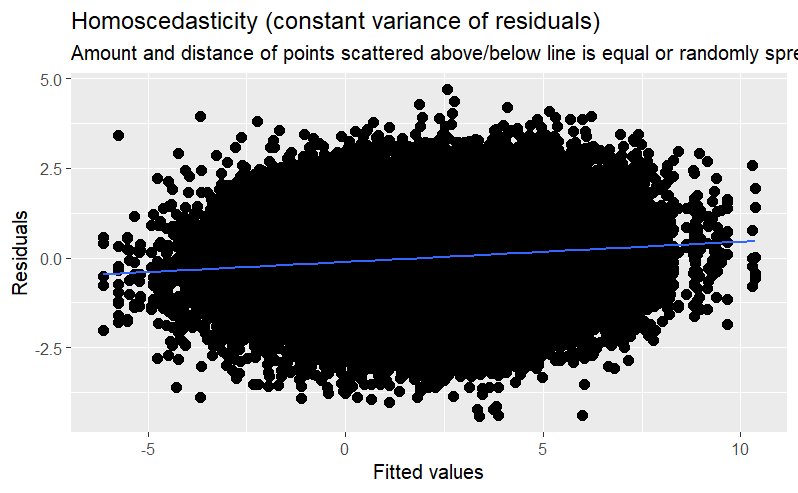 Homoscedasticity (constant variance of residuals)
Amount and distance of points scattered above/below line is equal or randomly spre
5.0
2.5
0.0
-2.5
Residuals
-5
0
5
10
Fitted values